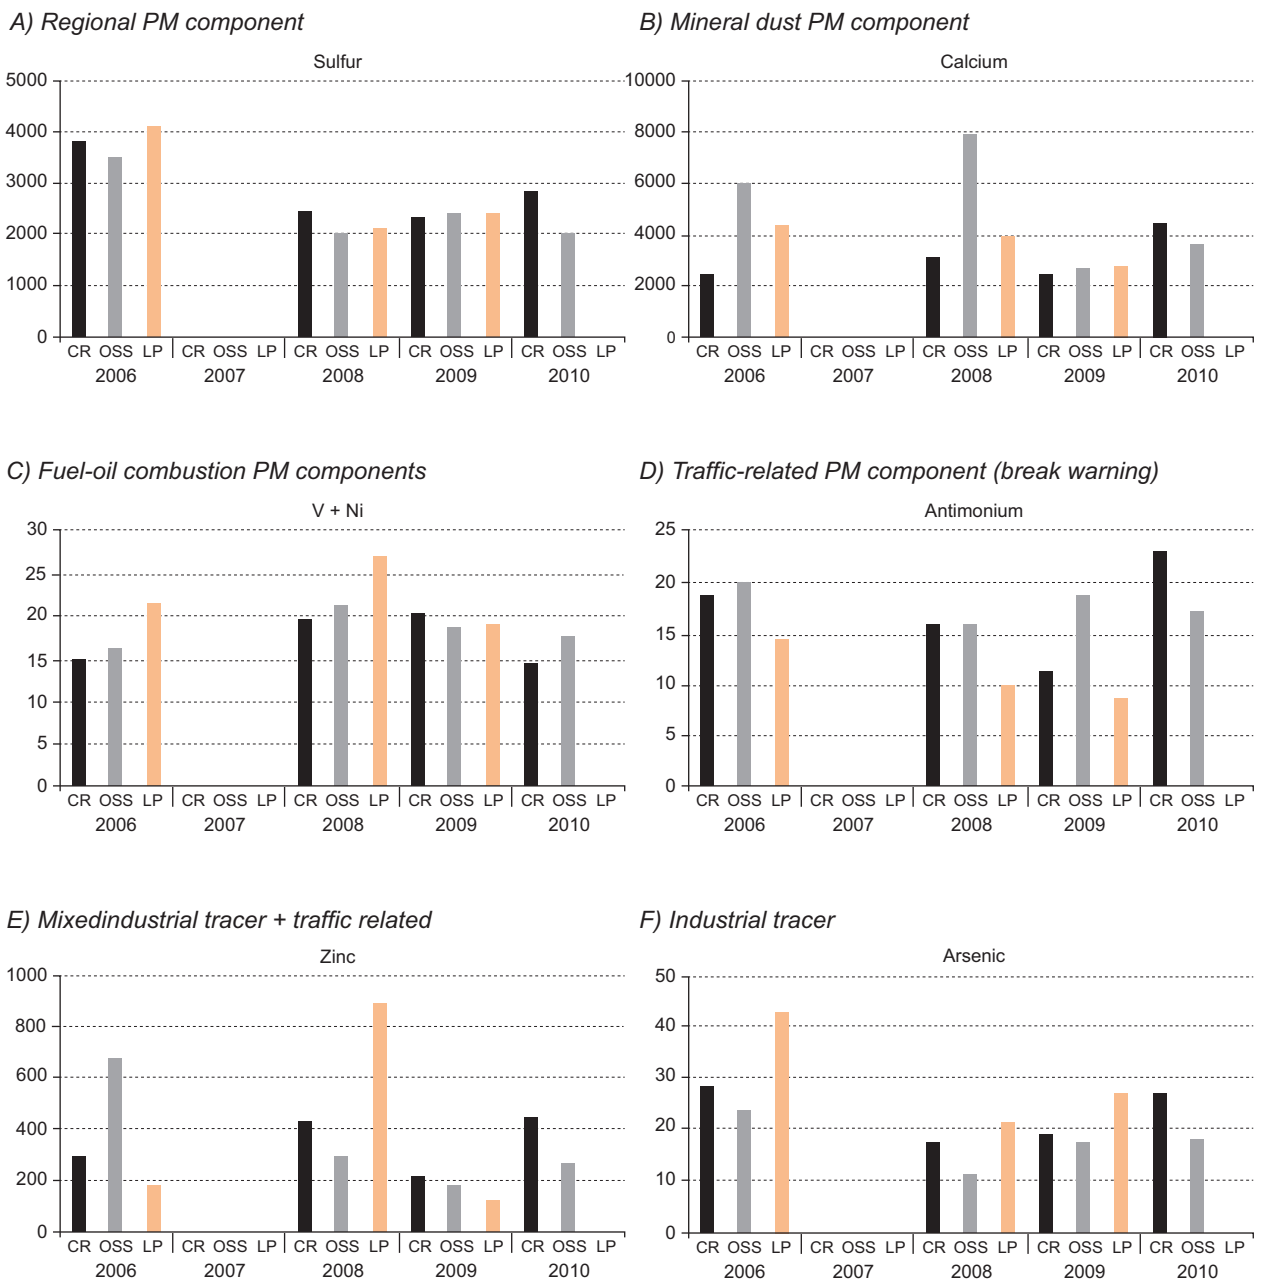 A) Regional PM component
Sulfur
5000
4000
3000
2000
1000
0
CR OSS LP CR OSS LP CR OSS LP CR OSS LP CR OSS LP
2006 2007 2008 2009 2010
B) Mineral dust PM component
Calcium
10000
8000
6000
4000
2000
0
CR OSS LP CR OSS LP CR OSS LP CR OSS LP CR OSS LP
2006 2007 2008 2009 2010
C) Fuel-oil combustion PM components
V + Ni
30
25
20
15
10
5
0
CR OSS LP CR OSS LP CR OSS LP CR OSS LP CR OSS LP
2006 2007 2008 2009 2010
D) Traffic-related PM component (break warning)
Antimonium
25
20
15
10
5
0
CR OSS LP CR OSS LP CR OSS LP CR OSS LP CR OSS LP
2006 2007 2008 2009 2010
E) Mixedindustrial tracer + traffic related
Zinc
1000
800
600
400
200
0
CR OSS LP CR OSS LP CR OSS LP CR OSS LP CR OSS LP
2006 2007 2008 2009 2010
F) Industrial tracer
Arsenic
50
40
30
20
10
0
CR OSS LP CR OSS LP CR OSS LP CR OSS LP CR OSS LP
2006 2007 2008 2009 2010